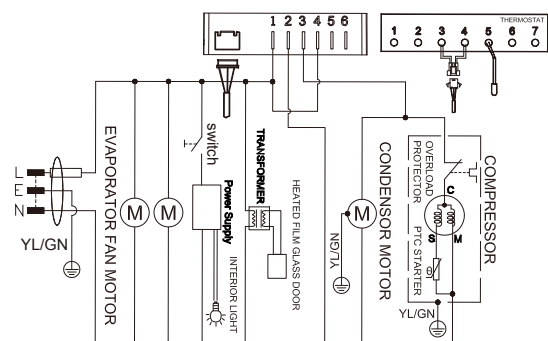 1 2 3 4 5 6
THERMOSTAT
1 2 3 4 5 6 7
L
E
N
YL/GN
EVAPORATOR FAN MOTOR
M
M
switch
Power Supply
INTERIOR LIGHT
TRANSFORMER
HEATED FILM GLASS DOOR
YL/GN
M
CONDENSOR MOTOR
OVERLOAD
PROTECTOR
C
S
M
PTC STARTER
θ
YL/GN
COMPRESSOR